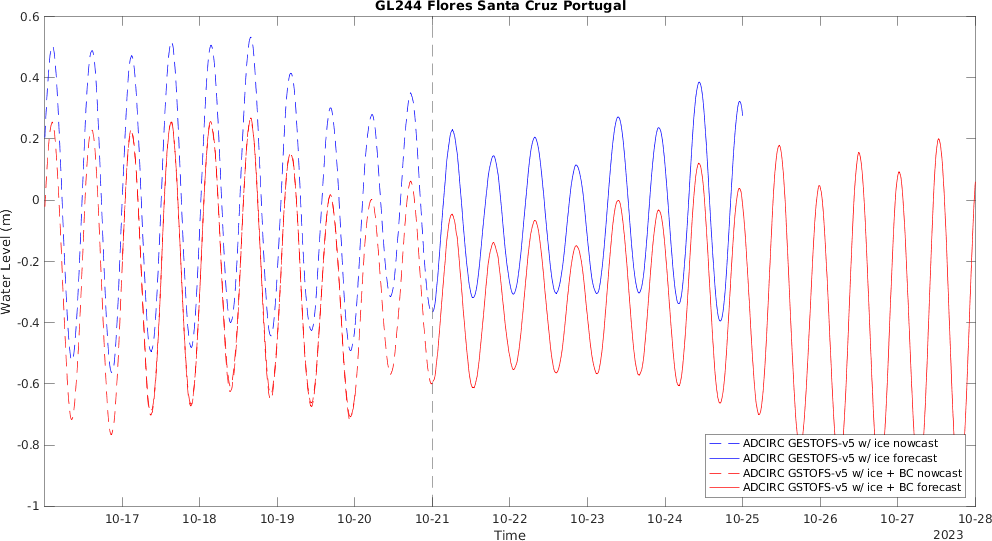 GL244 Flores Santa Cruz Portugal
0.6
0.4
0.2
0
-0.2
-0.4
-0.6
-0.8
-1
Water Level (m)
ADCIRC GESTOFS-v5 w/ ice nowcast
ADCIRC GESTOFS-v5 w/ ice forecast
ADCIRC GSTOFS-v5 w/ ice + BC nowcast
ADCIRC GSTOFS-v5 w/ ice + BC forecast
10-17 10-18 10-19 10-20 10-21 10-22 10-23 10-24 10-25 10-26 10-27 10-28
Time
2023